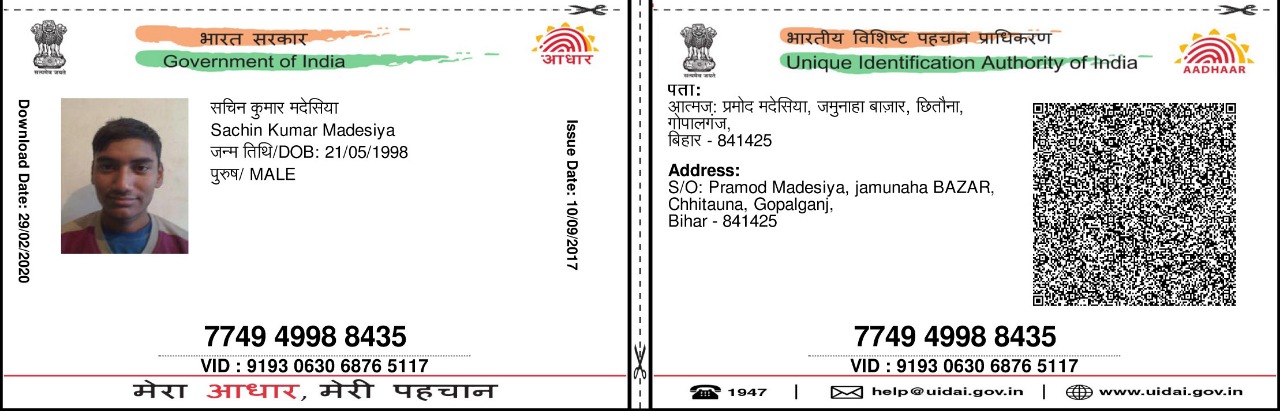 सत्यमेव जयते
भारत सरकार
Government of India
आधार
Download Date: 29/02/2020
सचिन कुमार मदेसिया
Sachin Kumar Madesiya
जन्म तिथि/DOB: 21/05/1998
पुरुष/ MALE
Issue Date: 10/09/2017
7749 4998 8435
VID : 9193 0630 6876 5117
मेरा आधार, मेरी पहचान
सत्यमेव जयते
भारतीय विशिष्ट पहचान प्राधिकरण
Unique Identification Authority of India
AADHAAR
पता:
आत्मज: प्रमोद मदेसिया, जमुनाहा बाज़ार, छितौना,
गोपालगंज,
बिहार - 841425
Address:
S/O: Pramod Madesiya, jamunaha BAZAR,
Chhitauna, Gopalganj,
Bihar - 841425
7749 4998 8435
VID : 9193 0630 6876 5117
1947 | help@uidai.gov.in | www.uidai.gov.in